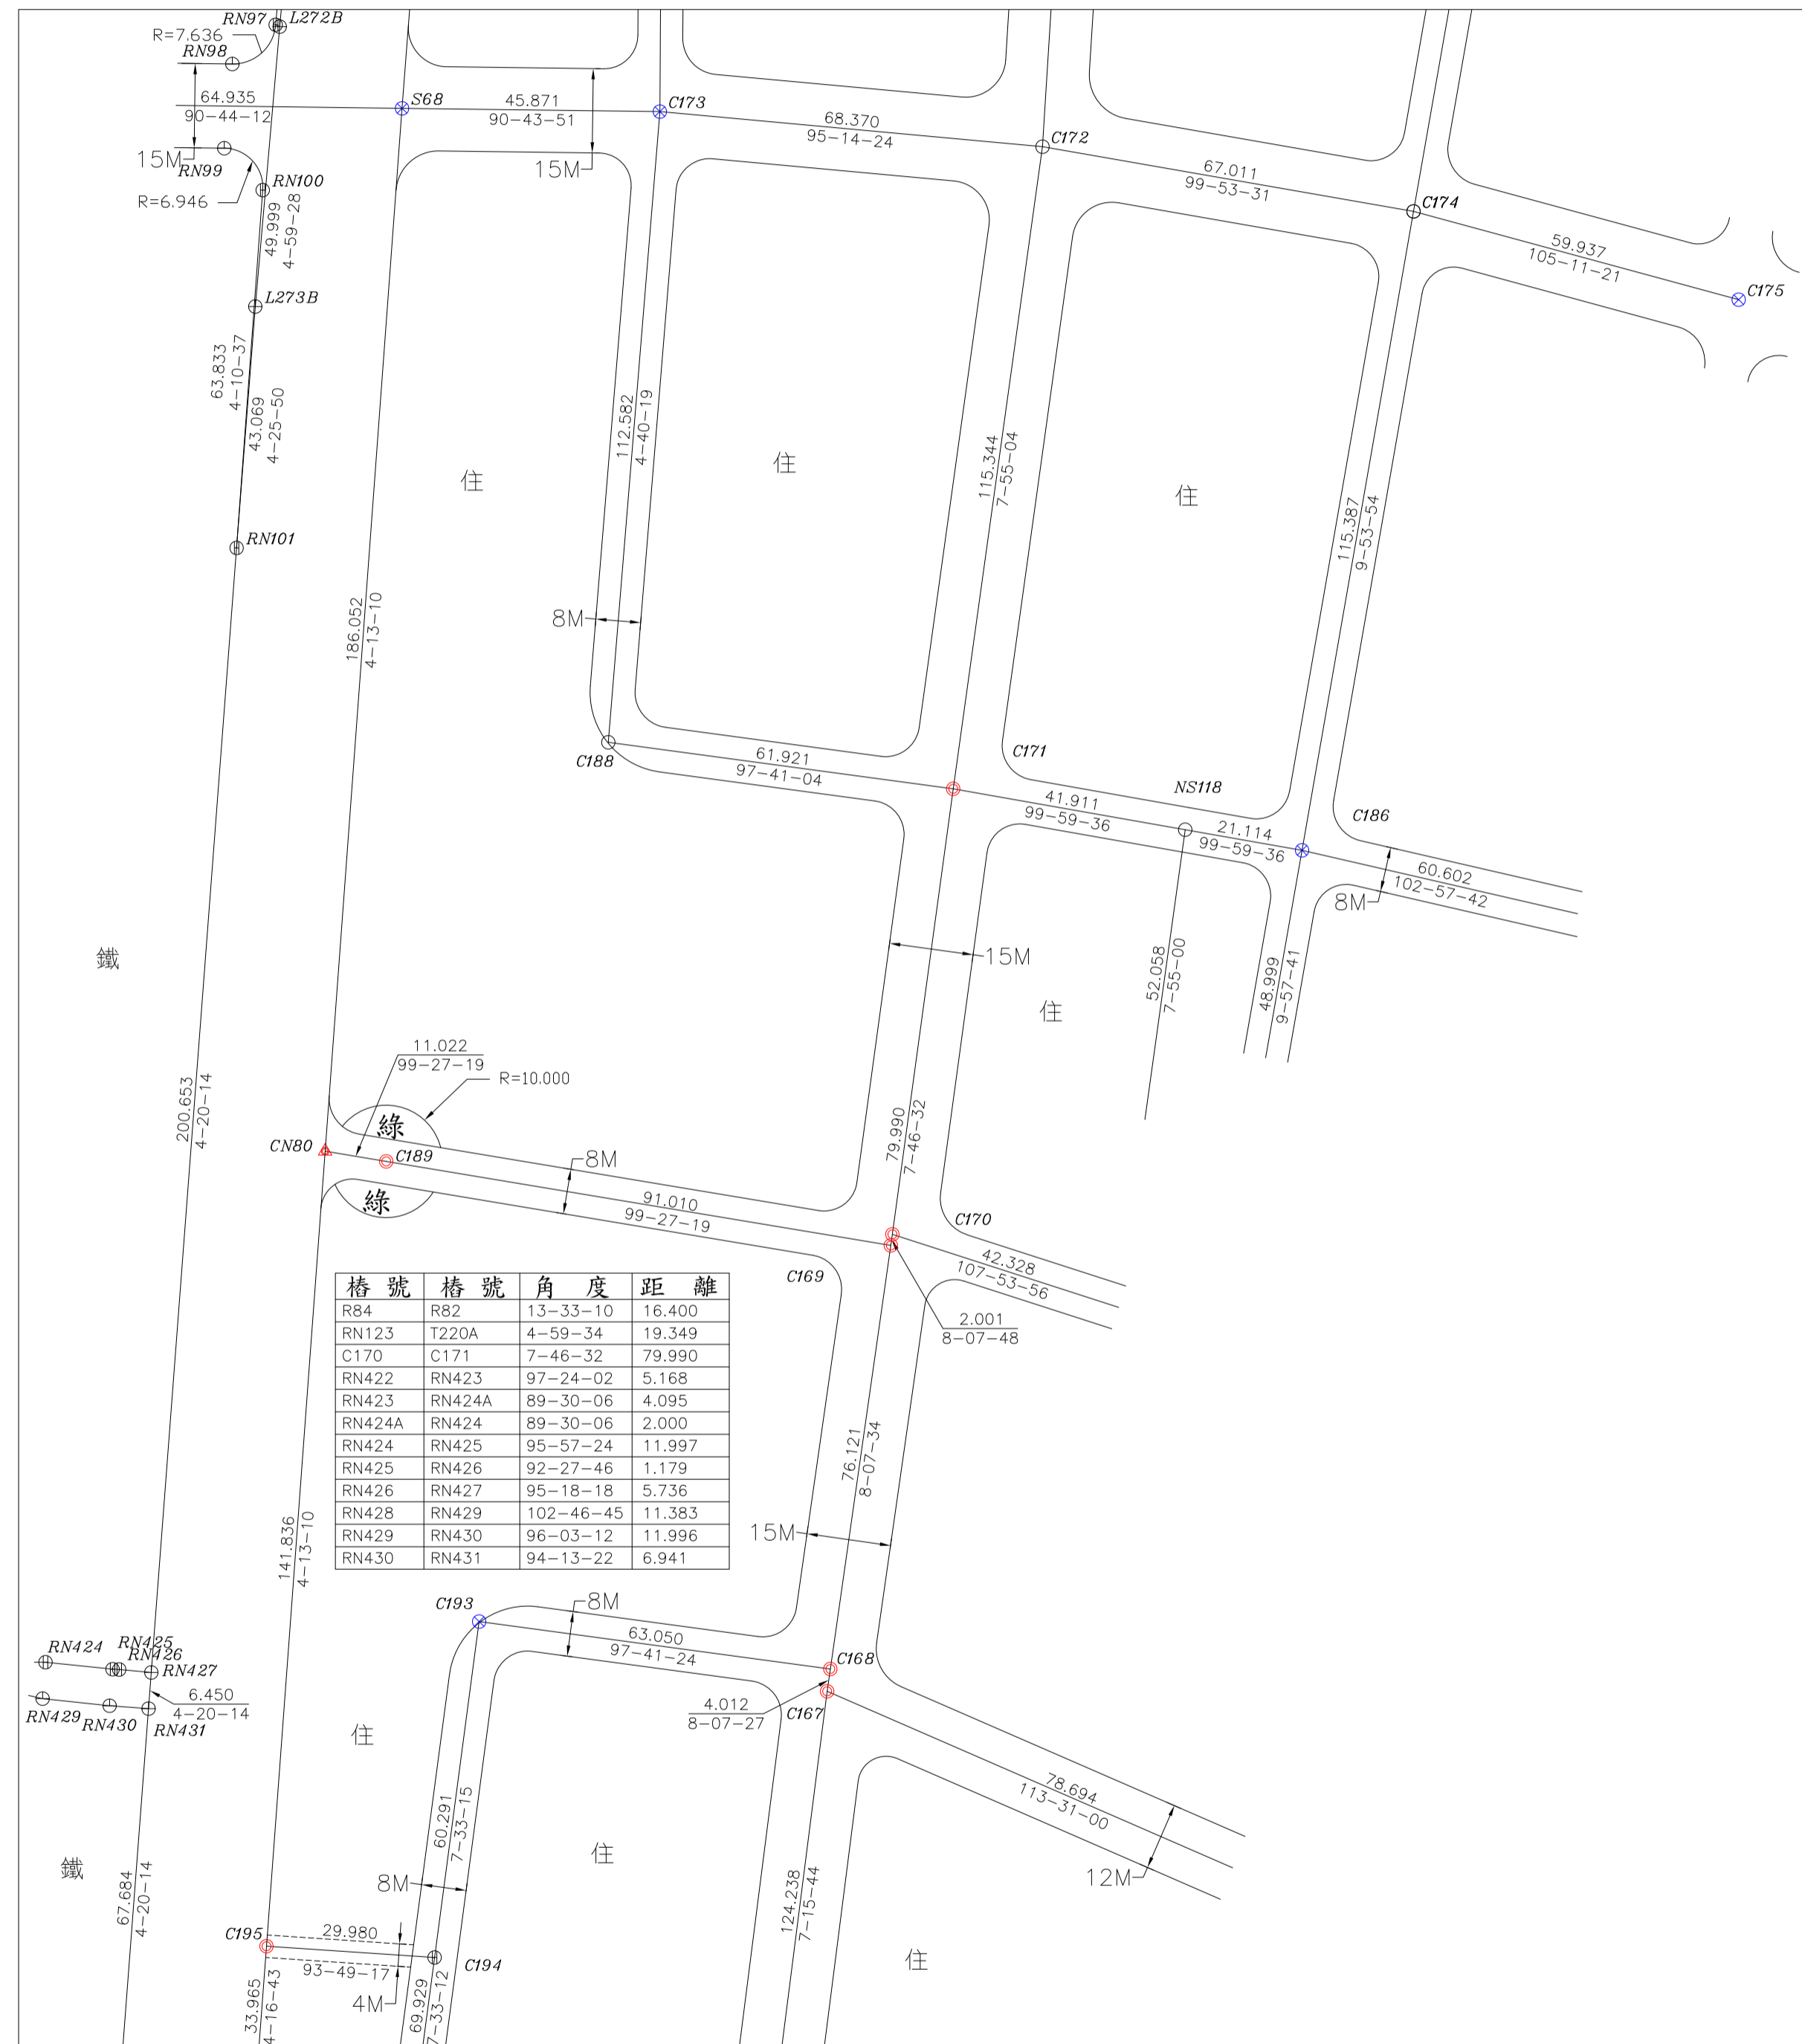 RN97
L272B
R=7.636
RN98
64.935
90-44-12
S68
45.871
90-43-51
C173
68.370
95-14-24
C172
15M
RN99
15M
67.011
99-53-31
C174
RN100
R=6.946
49.999
4-59-28
59.937
105-11-21
C175
L273B
63.833
4-10-37
43.069
4-25-50
112.582
4-40-19
115.344
7-55-04
住
住
住
115.387
9-53-54
RN101
186.052
4-13-10
8M
C188
61.921
97-41-04
C171
NS118
41.911
99-59-36
21.114
99-59-36
C186
60.602
102-57-42
8M
鐵
15M
52.058
7-55-00
48.999
9-57-41
住
11.022
99-27-19
R=10.000
200.653
4-20-14
綠
79.990
7-46-32
CN80
C189
8M
綠
91.010
99-27-19
C170
C169
42.328
107-53-56
2.001
8-07-48
樁號 樁號 角度 距離
R84 R82 13-33-10 16.400
RN123 T220A 4-59-34 19.349
C170 C171 7-46-32 79.990
RN422 RN423 97-24-02 5.168
RN423 RN424A 89-30-06 4.095
RN424A RN424 89-30-06 2.000
RN424 RN425 95-57-24 11.997
RN425 RN426 92-27-46 1.179
RN426 RN427 95-18-18 5.736
RN428 RN429 102-46-45 11.383
RN429 RN430 96-03-12 11.996
RN430 RN431 94-13-22 6.941
76.121
8-07-34
15M
141.836
4-13-10
C193
8M
63.050
97-41-24
C168
RN424
RN425
RN426
RN427
6.450
4-20-14
RN429
RN430
RN431
4.012
8-07-27
C167
住
78.694
113-31-00
60.291
7-33-15
鐵
住
12M
8M
67.684
4-20-14
124.238
7-15-44
C195
29.980
93-49-17
C194
住
4M
33.965
4-16-43
69.929
7-33-12